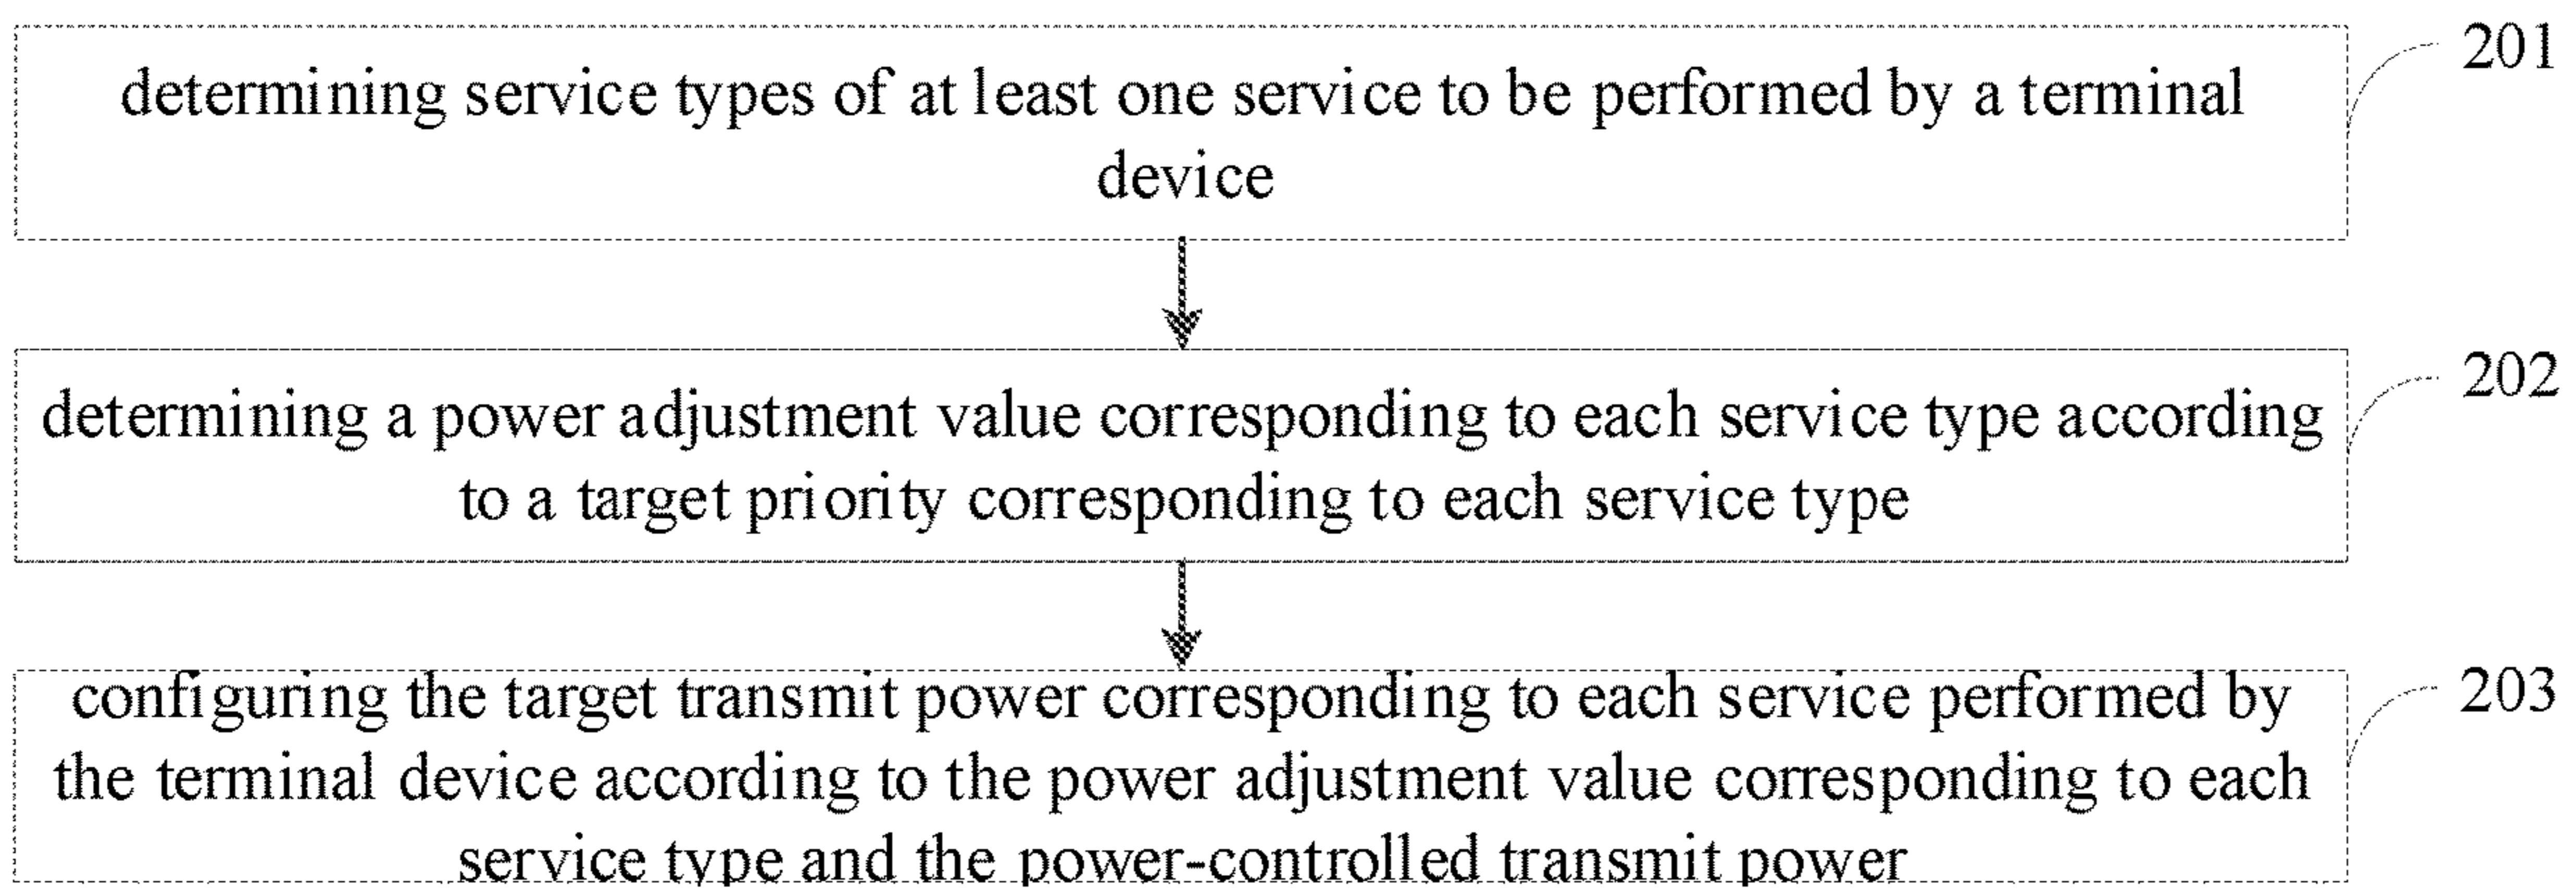 determining service types of at least one service to be performed by a terminal
device
201
determining a power adjustment value corresponding to each service type according
to a target priority corresponding to each service type
202
configuring the target transmit power corresponding to each service performed by
the terminal device according to the power adjustment value corresponding to each
service type and the power-controlled transmit power
203